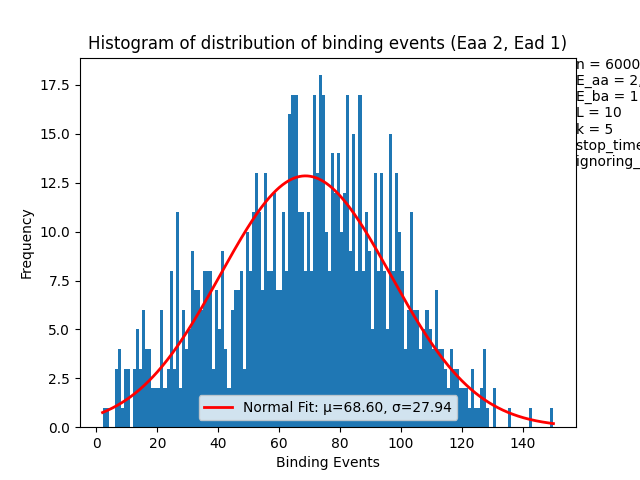 Histogram of distribution of binding events (Eaa 2, Ead 1)
n = 6000
E_aa = 2,
E_ba = 1
L = 10
k = 5
stop_time
ignoring_
Frequency
17.5
15.0
12.5
10.0
7.5
5.0
2.5
0.0
Normal Fit: μ=68.60, σ=27.94
0 20 40 60 80 100 120 140
Binding Events